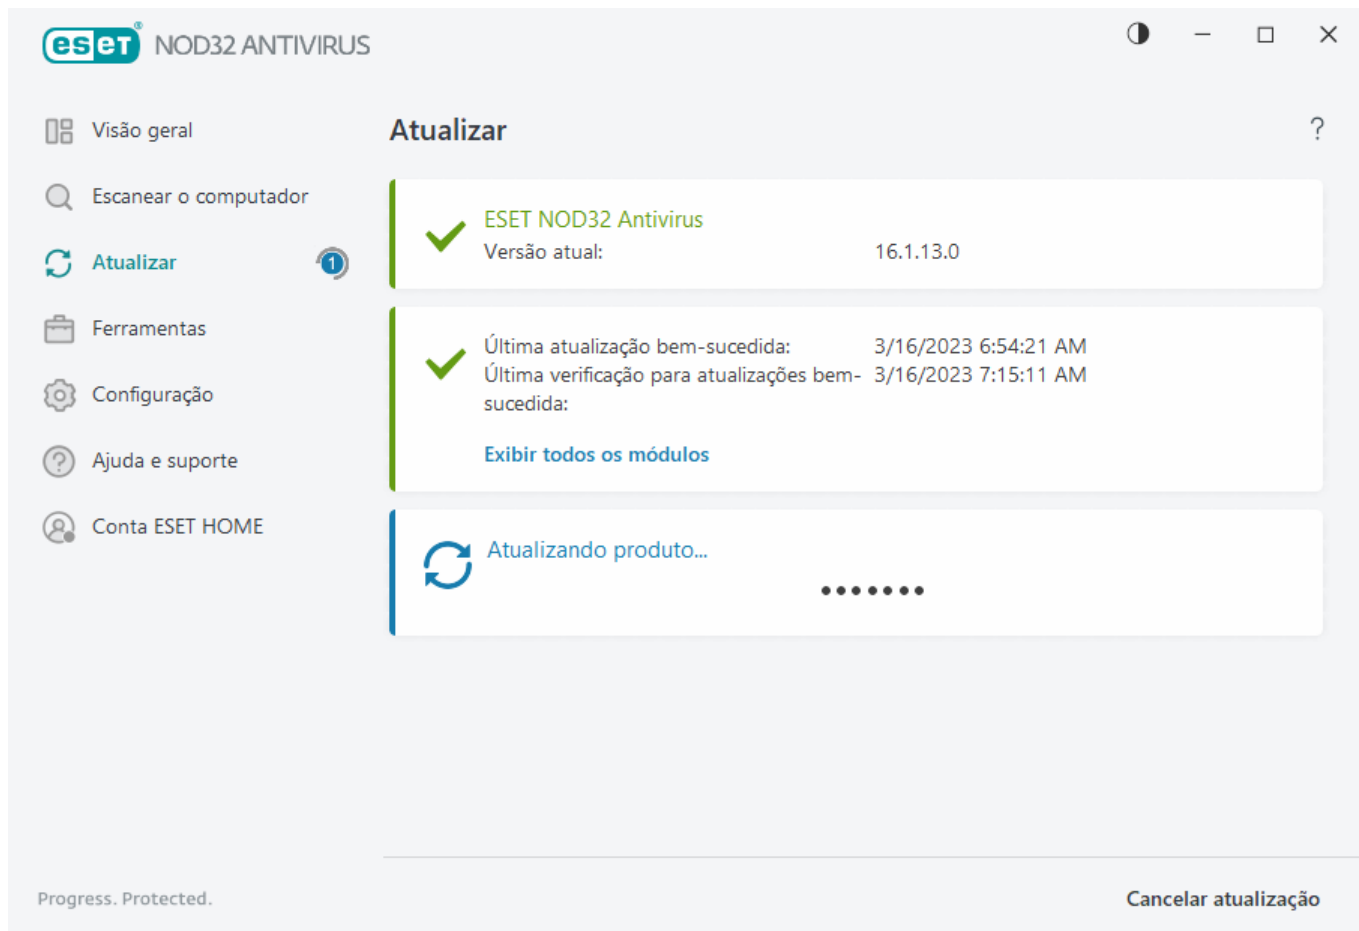 eset® NOD32 ANTIVIRUS
Visão geral
Escanear o computador
Atualizar 1
Ferramentas
Configuração
Ajuda e suporte
Conta ESET HOME
Atualizar ?
ESET NOD32 Antivirus
Versão atual: 16.1.13.0
Última atualização bem-sucedida: 3/16/2023 6:54:21 AM
Última verificação para atualizações bem- 3/16/2023 7:15:11 AM
sucedida:
Exibir todos os módulos
Atualizando produto...
Progress. Protected.
Cancelar atualização